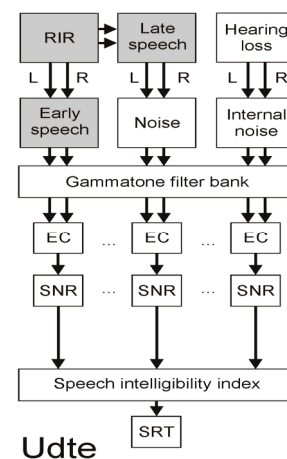 RIR
Late
speech
Hearing
loss
L R L R L R
Early
speech
Noise
Internal
noise
Gammatone filter bank
EC ... EC ... EC
SNR ... SNR ... SNR
Speech intelligibility index
SRT
Udte